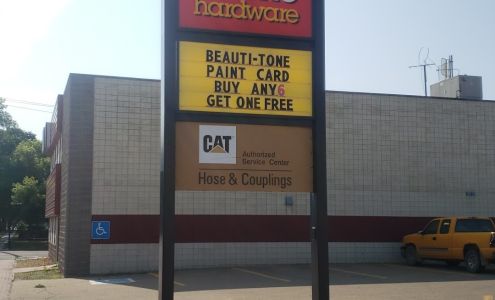 hardware
BEAUTI-TONE
PAINT CARD
BUY ANY6
GET ONE FREE
CAT
Authorized
Service Center
Hose & Couplings